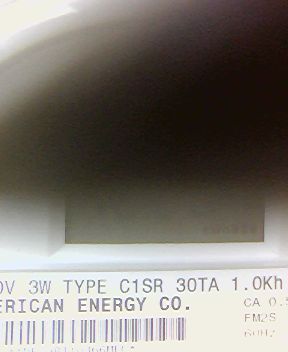 0V 3W TYPE C1SR 30TA 1.0Kh
ERICAN ENERGY CO.
CA 0.5
FM2S
60Hz